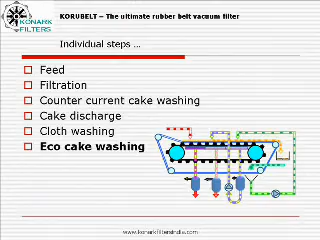 KORUBELT – The ultimate rubber belt vacuum filter
KONARK
FILTERS
Individual steps ...
Feed
Filtration
Counter current cake washing
Cake discharge
Cloth washing
Eco cake washing
www.konarkfiltersindia.com